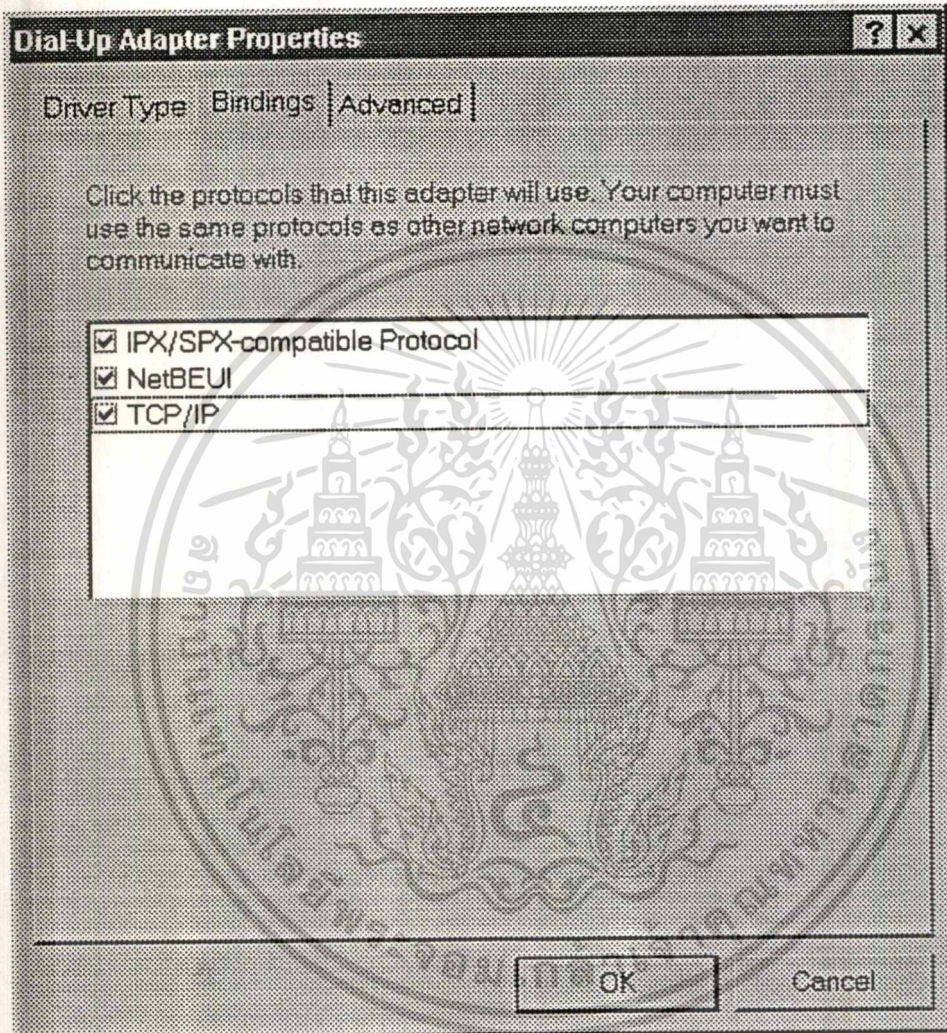 Dial-Up Adapter Properties
Driver Type Bindings Advanced
Click the protocols that this adapter will use. Your computer must
use the same protocols as other network computers you want to
communicate with.
IPX/SPX-compatible Protocol
NetBEUI
TCP/IP
OK Cancel